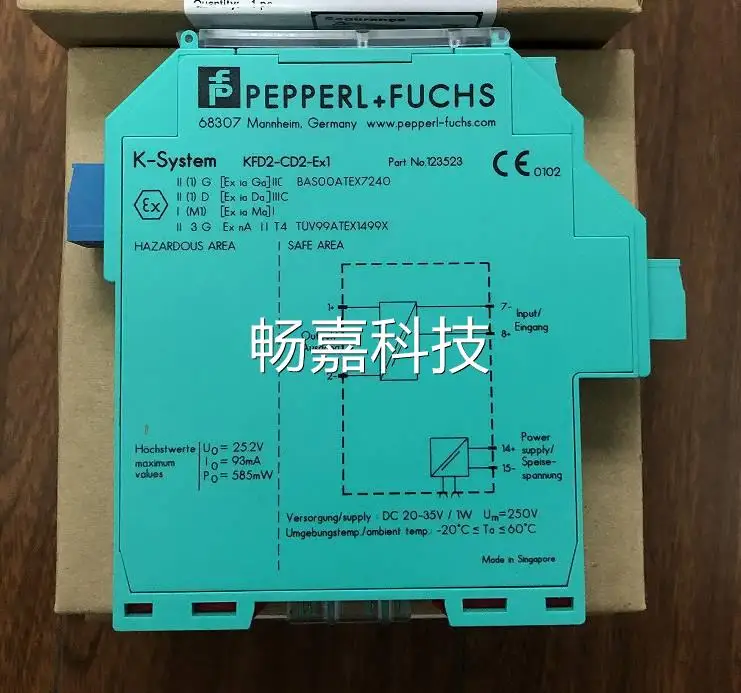 Quantity: 1 pc
PEPPERL+FUCHS
68307 Mannheim, Germany www.pepperl-fuchs.com
K-System KFD2-CD2-Ex1 Part No.123523 CE 0102
Ex
II (1) G [Ex ia Ga] IIC BAS00ATEX7240
II (1) D [Ex ia Da] IIIC
I (M1) [Ex ia Ma] I
II 3 G Ex nA II T4 TÜV99ATEX1499X
HAZARDOUS AREA SAFE AREA
1+
2-
7-
8+
Input/
Eingang
畅嘉科技
14+
15-
Power
supply/
Speise-
spannung
Höchstwerte
maximum
values
U₀ = 25.2V
I₀ = 93mA
P₀ = 585mW
Versorgung/supply : DC 20-35V / 1W Um=250V
Umgebungstemp./ambient temp.: -20°C ≤ Ta ≤ 60°C
Made in Singapore